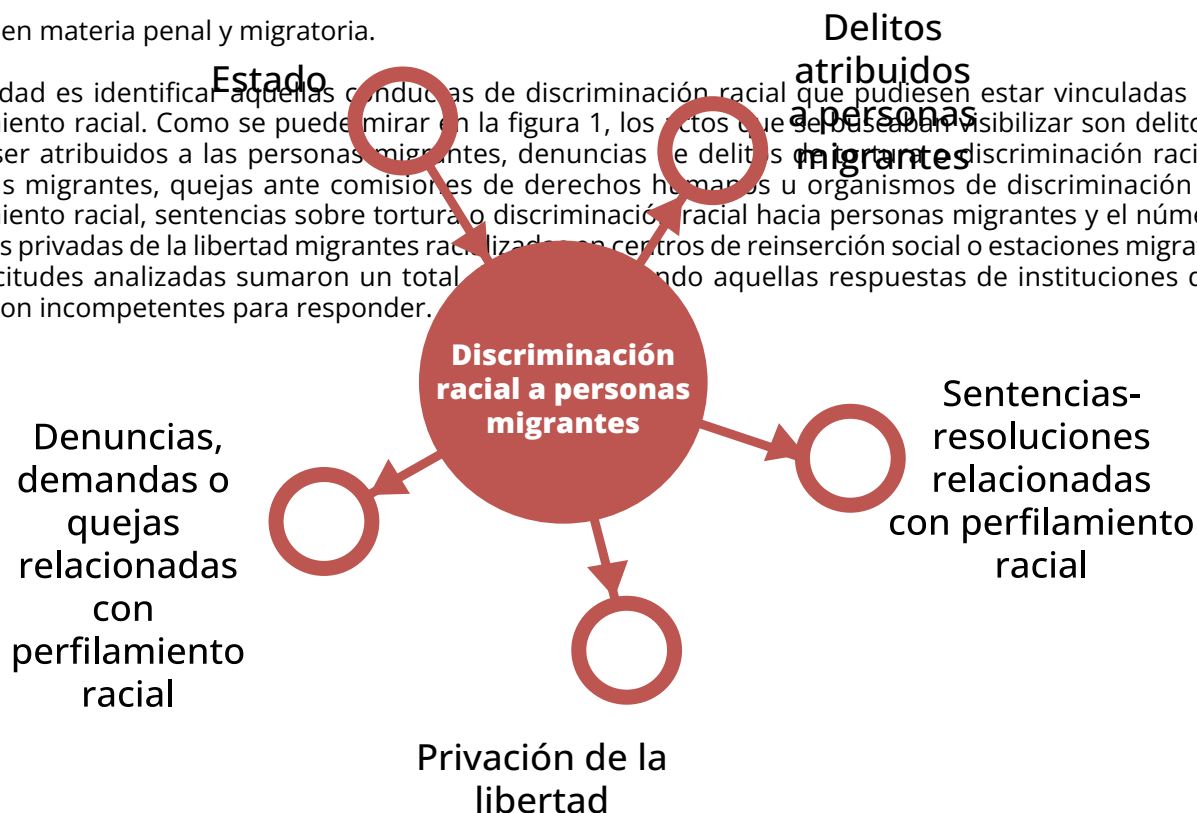 en materia penal y migratoria.
dad es identificar aquellas conductas de discriminación racial que pudiesen estar vinculadas
niento racial. Como se puede mirar en la figura 1, los actos que se buscaban visibilizar son delito
ser atribuidos a las personas migrantes, denuncias de delitos de tortura o discriminación raci
s migrantes, quejas ante comisiones de derechos humanos u organismos de discriminación
niento racial, sentencias sobre tortura o discriminación racial hacia personas migrantes y el núme
s privadas de la libertad migrantes racializadas en centros de reinserción social o estaciones migra
citudes analizadas sumaron un total ndo aquellas respuestas de instituciones
on incompetentes para responder.
Estado
Delitos
atribuidos
a personas
migrantes
Discriminación
racial a personas
migrantes
Sentencias-
resoluciones
relacionadas
con perfilamiento
racial
Denuncias,
demandas o
quejas
relacionadas
con
perfilamiento
racial
Privación de la
libertad